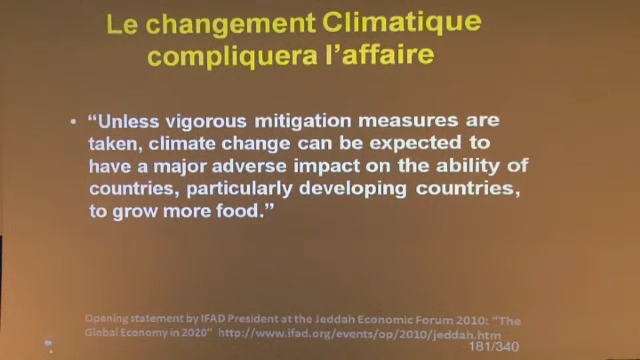 Le changement Climatique
compliquera l'affaire
• “Unless vigorous mitigation measures are
taken, climate change can be expected to
have a major adverse impact on the ability of
countries, particularly developing countries,
to grow more food.”
Opening statement by IFAD President at the Jeddah Economic Forum 2010: “The
Global Economy in 2020” http://www.ifad.org/events/op/2010/jeddah.htm
181/340